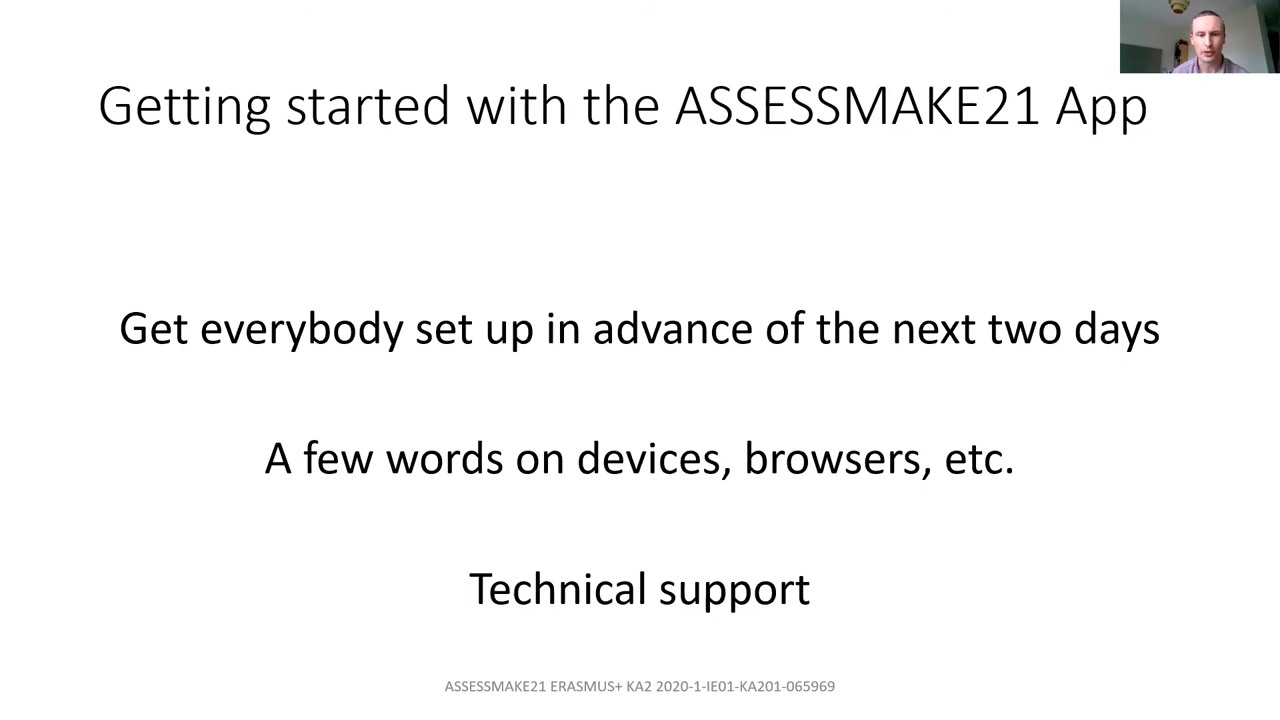 Getting started with the ASSESSMAKE21 App
Get everybody set up in advance of the next two days
A few words on devices, browsers, etc.
Technical support
ASSESSMAKE21 ERASMUS+ KA2 2020-1-IE01-KA201-065969